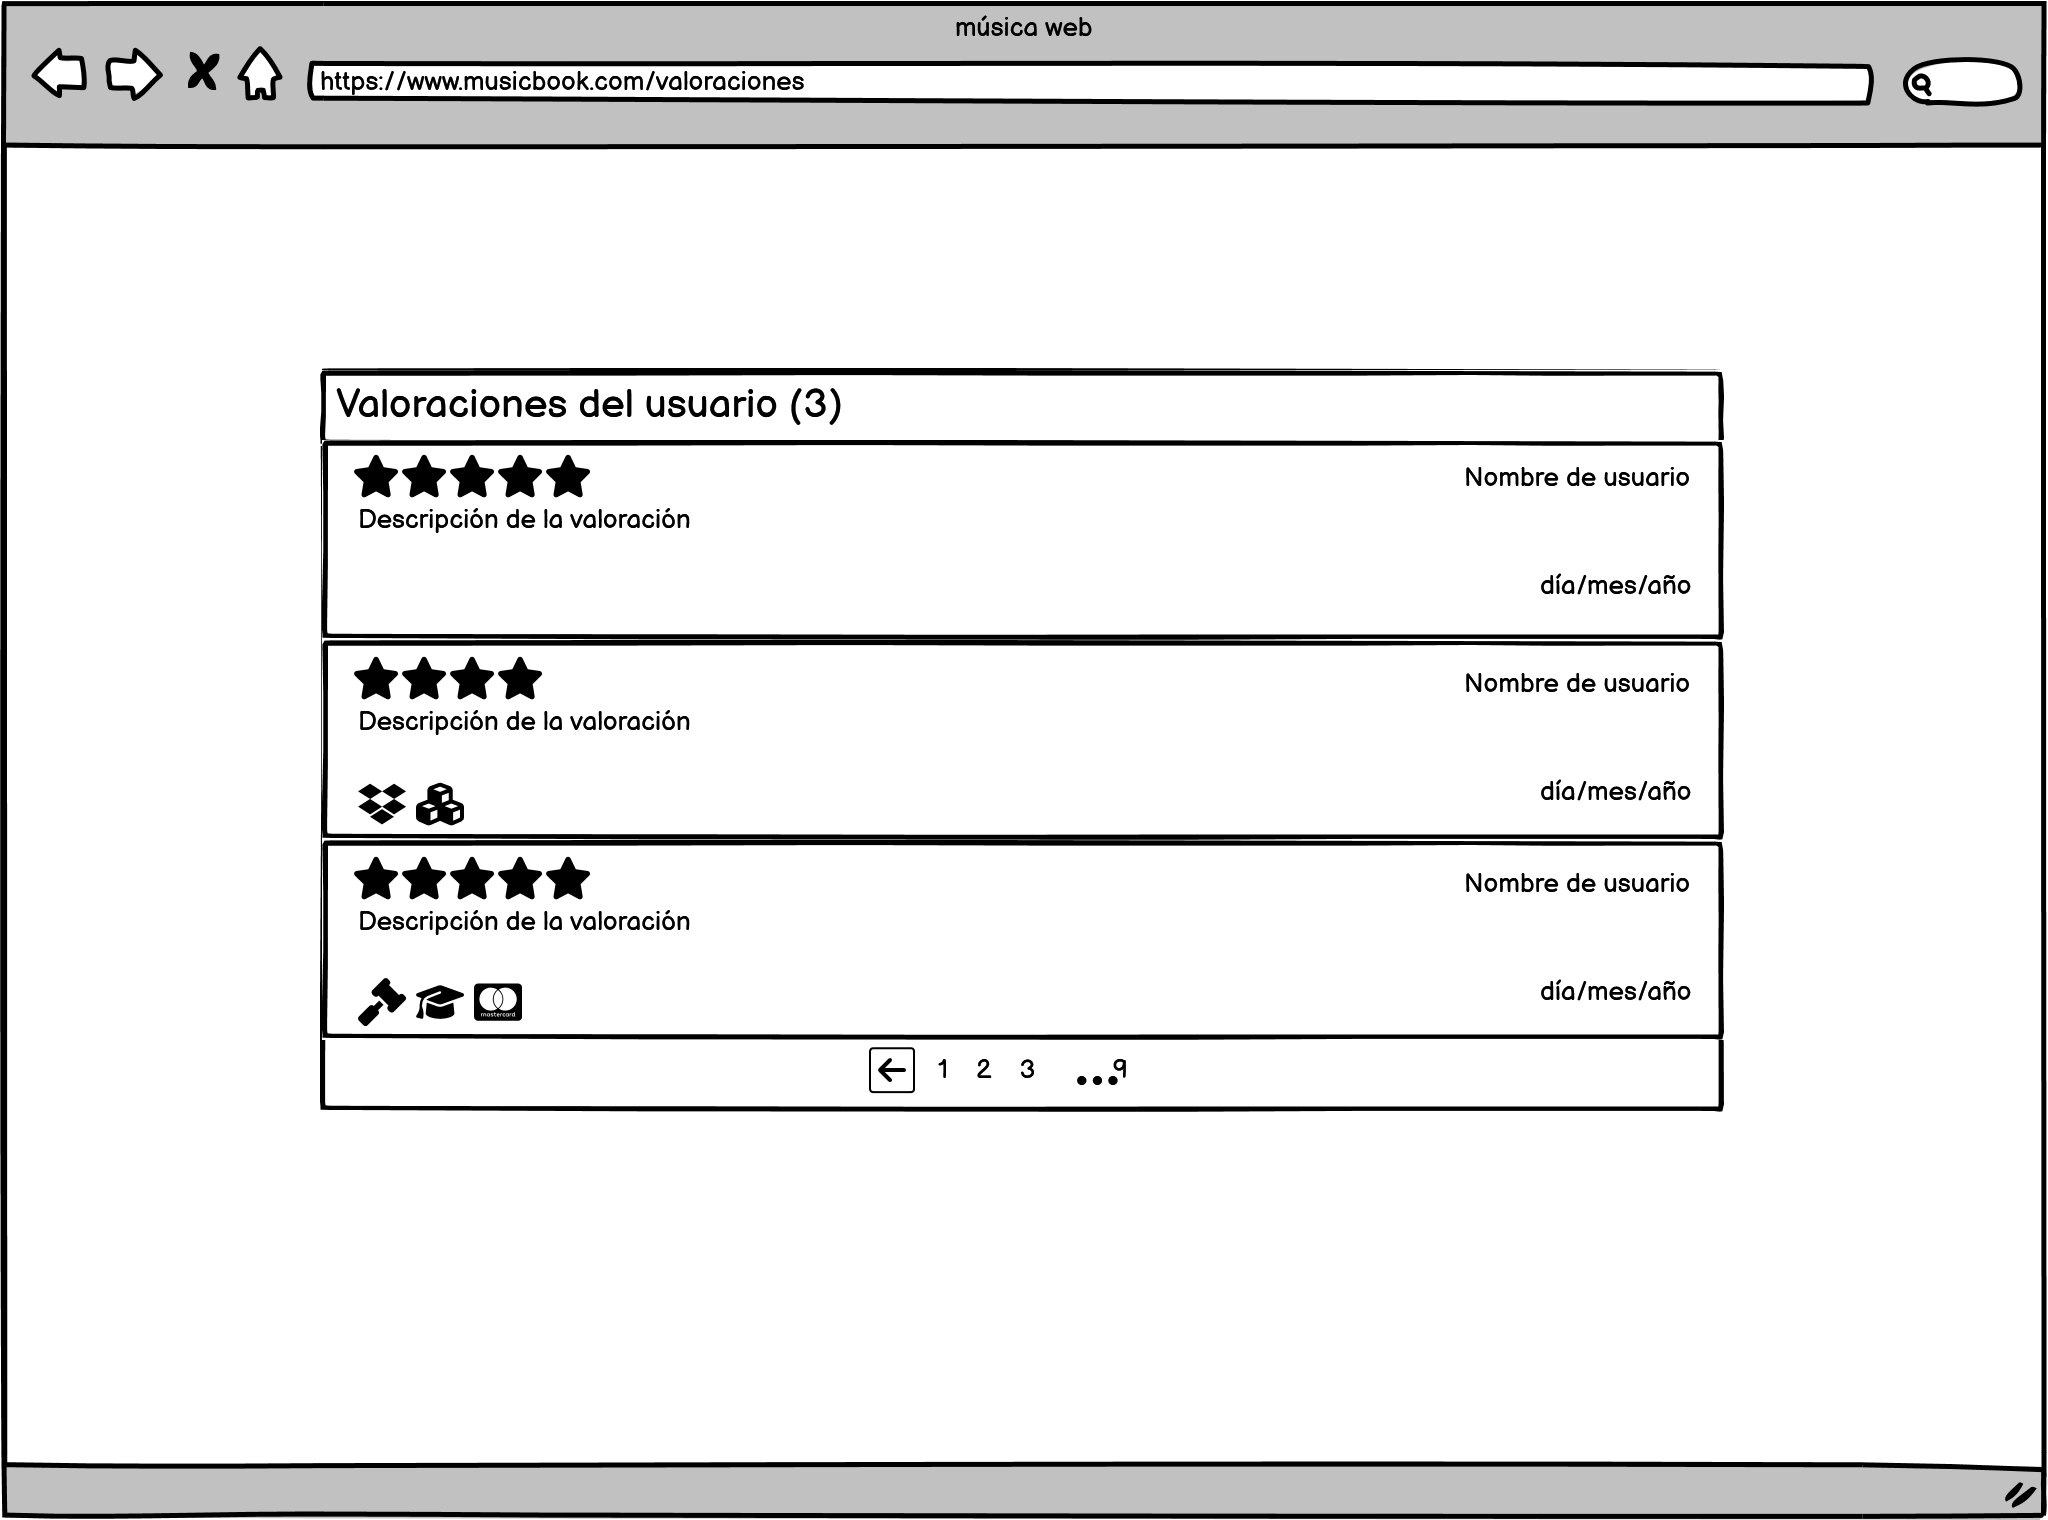 música web
https://www.musicbook.com/valoraciones
Valoraciones del usuario (3)
Nombre de usuario
Descripción de la valoración
día/mes/año
Nombre de usuario
Descripción de la valoración
día/mes/año
Nombre de usuario
Descripción de la valoración
día/mes/año
mastercard
1 2 3 ...9